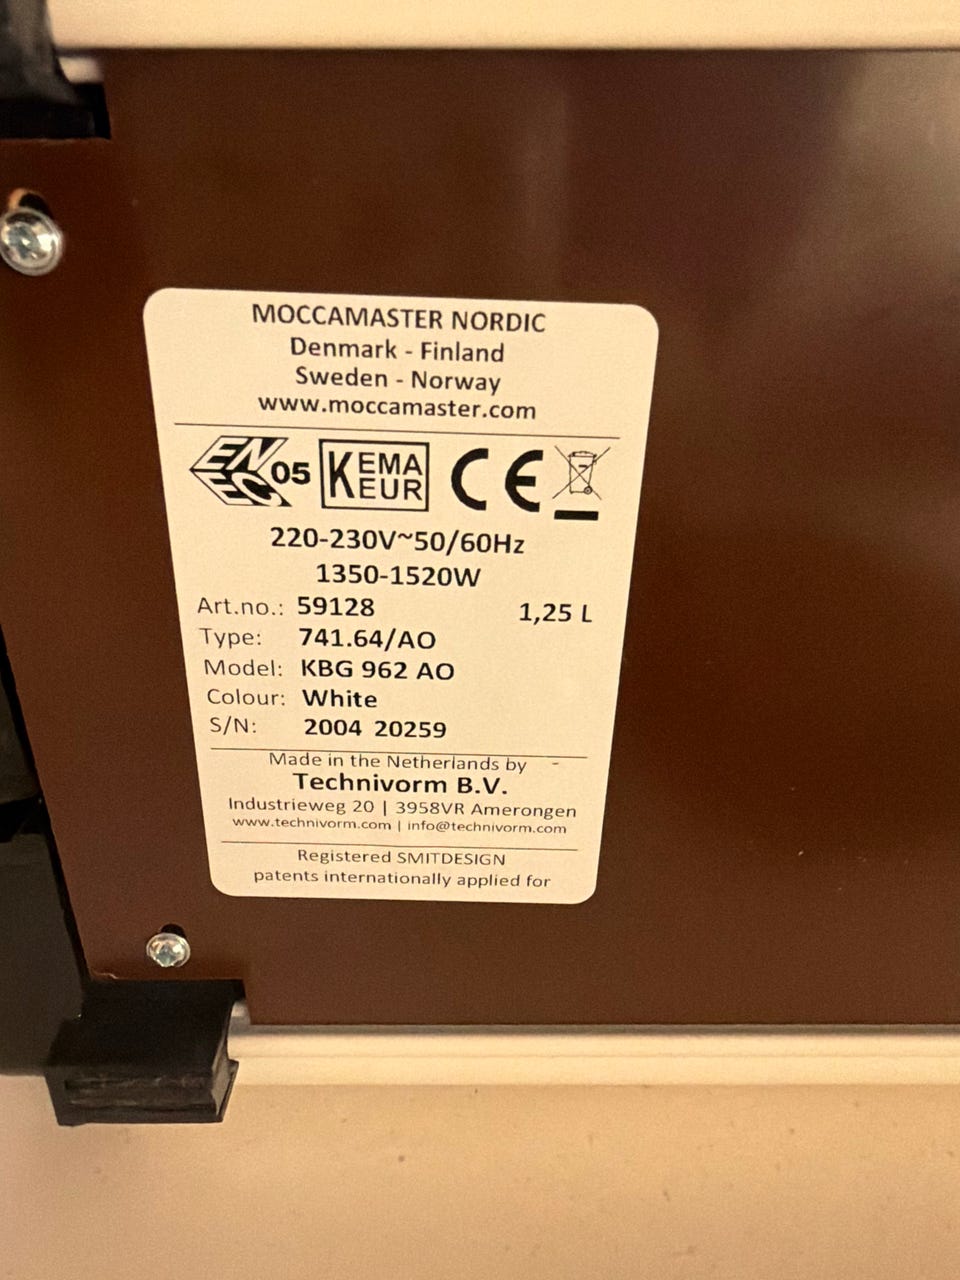 MOCCAMASTER NORDIC
Denmark - Finland
Sweden - Norway
www.moccamaster.com
ENEC 05 KEMA EUR CE
220-230V~50/60Hz
1350-1520W
Art.no.: 59128 1,25 L
Type: 741.64/AO
Model: KBG 962 AO
Colour: White
S/N: 2004 20259
Made in the Netherlands by
Technivorm B.V.
Industrieweg 20 | 3958VR Amerongen
www.technivorm.com | info@technivorm.com
Registered SMITDESIGN
patents internationally applied for